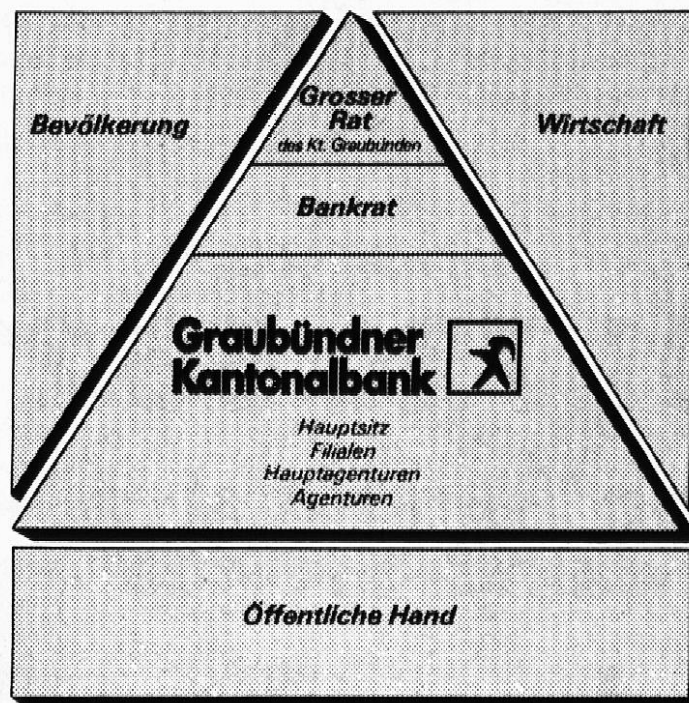 Bevölkerung
Grosser
Rat
des Kt. Graubünden
Wirtschaft
Bankrat
Graubündner
Kantonalbank
Hauptsitz
Filialen
Hauptagenturen
Agenturen
Öffentliche Hand